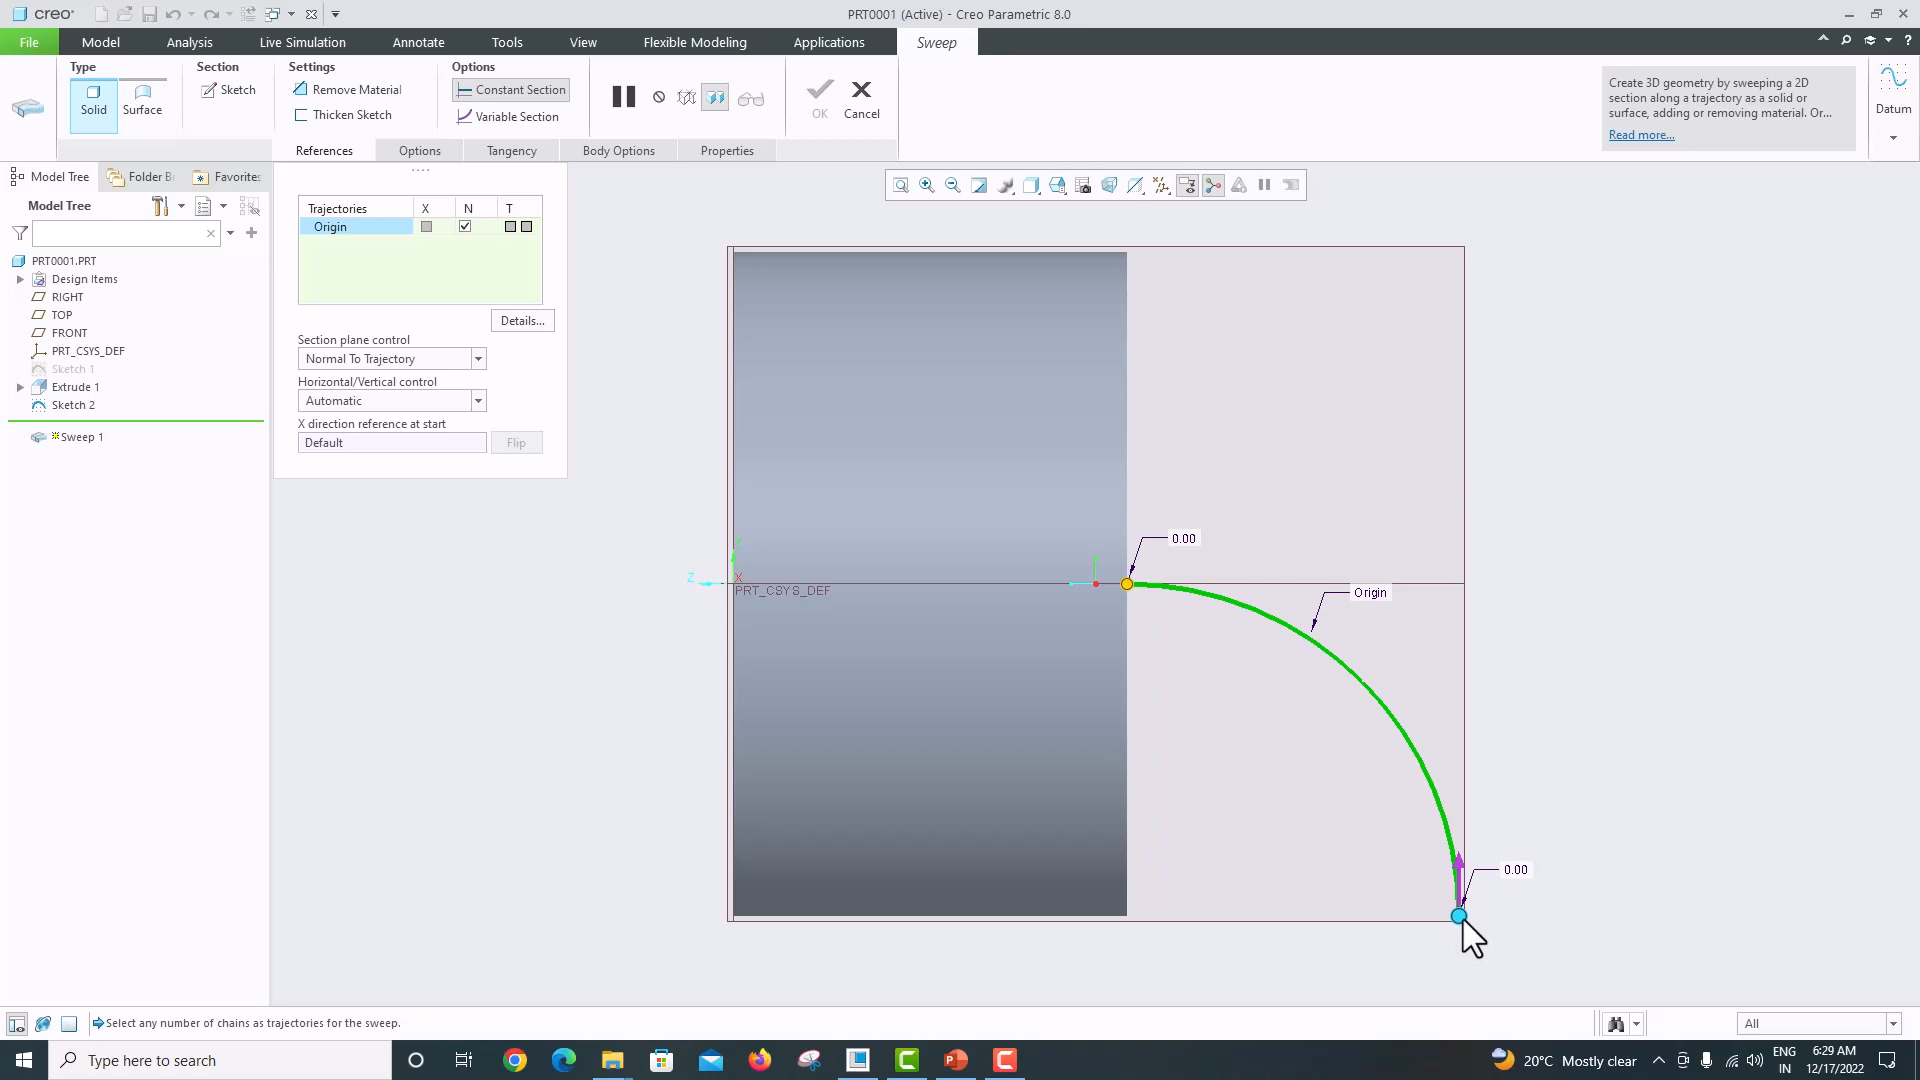 creo
PRT0001 (Active) - Creo Parametric 8.0
File
Model
Analysis
Live Simulation
Annotate
Tools
View
Flexible Modeling
Applications
Sweep
Type
Section
Settings
Options
Solid
Surface
Sketch
Remove Material
Thicken Sketch
Constant Section
Variable Section
OK
Cancel
Create 3D geometry by sweeping a 2D
section along a trajectory as a solid or
surface, adding or removing material. Or...
Read more...
Datum
References
Options
Tangency
Body Options
Properties
Model Tree
Folder B
Favorites
Model Tree
PRT0001.PRT
Design Items
RIGHT
TOP
FRONT
PRT_CSYS_DEF
Sketch 1
Extrude 1
Sketch 2
Sweep 1
Trajectories X N T
Origin
Details...
Section plane control
Normal To Trajectory
Horizontal/Vertical control
Automatic
X direction reference at start
Default
Flip
0.00
Z
X
PRT_CSYS_DEF
Origin
0.00
Select any number of chains as trajectories for the sweep.
All
Type here to search
20°C Mostly clear
ENG
IN
6:29 AM
12/17/2022